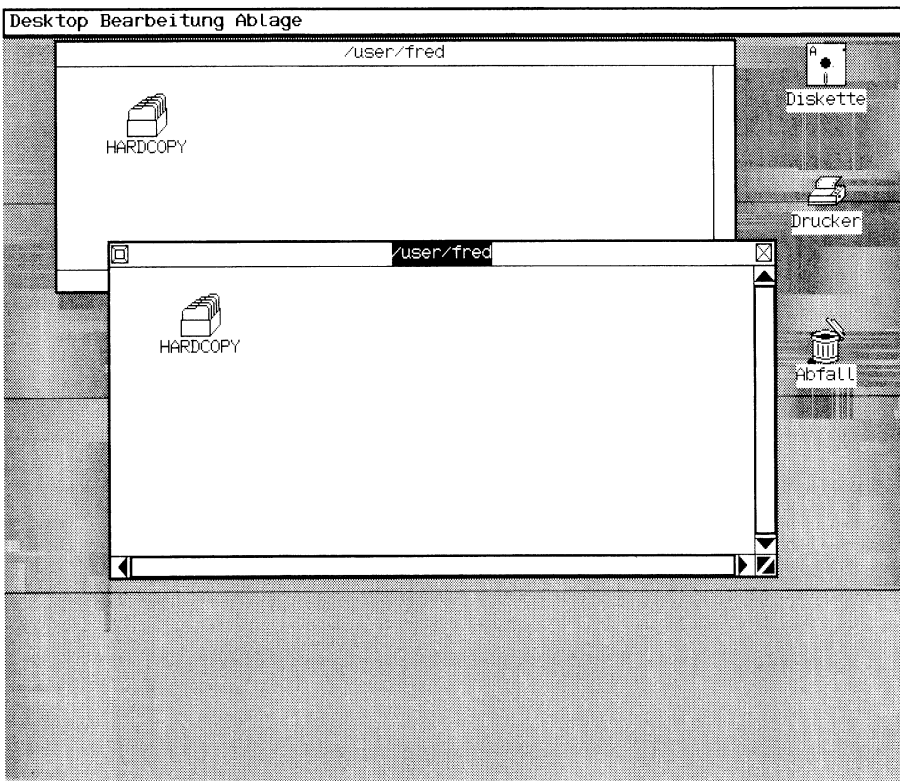 Desktop Bearbeitung Ablage
/user/fred
A
Diskette
HARDCOPY
Drucker
/user/fred
HARDCOPY
Abfall